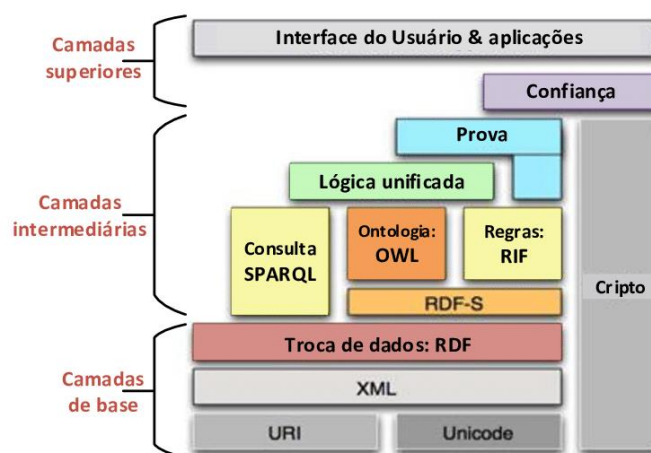 Camadas
superiores
Interface do Usuário & aplicações
Confiança
Camadas
intermediárias
Prova
Lógica unificada
Consulta
SPARQL
Ontologia:
OWL
Regras:
RIF
RDF-S
Cripto
Camadas
de base
Troca de dados: RDF
XML
URI
Unicode